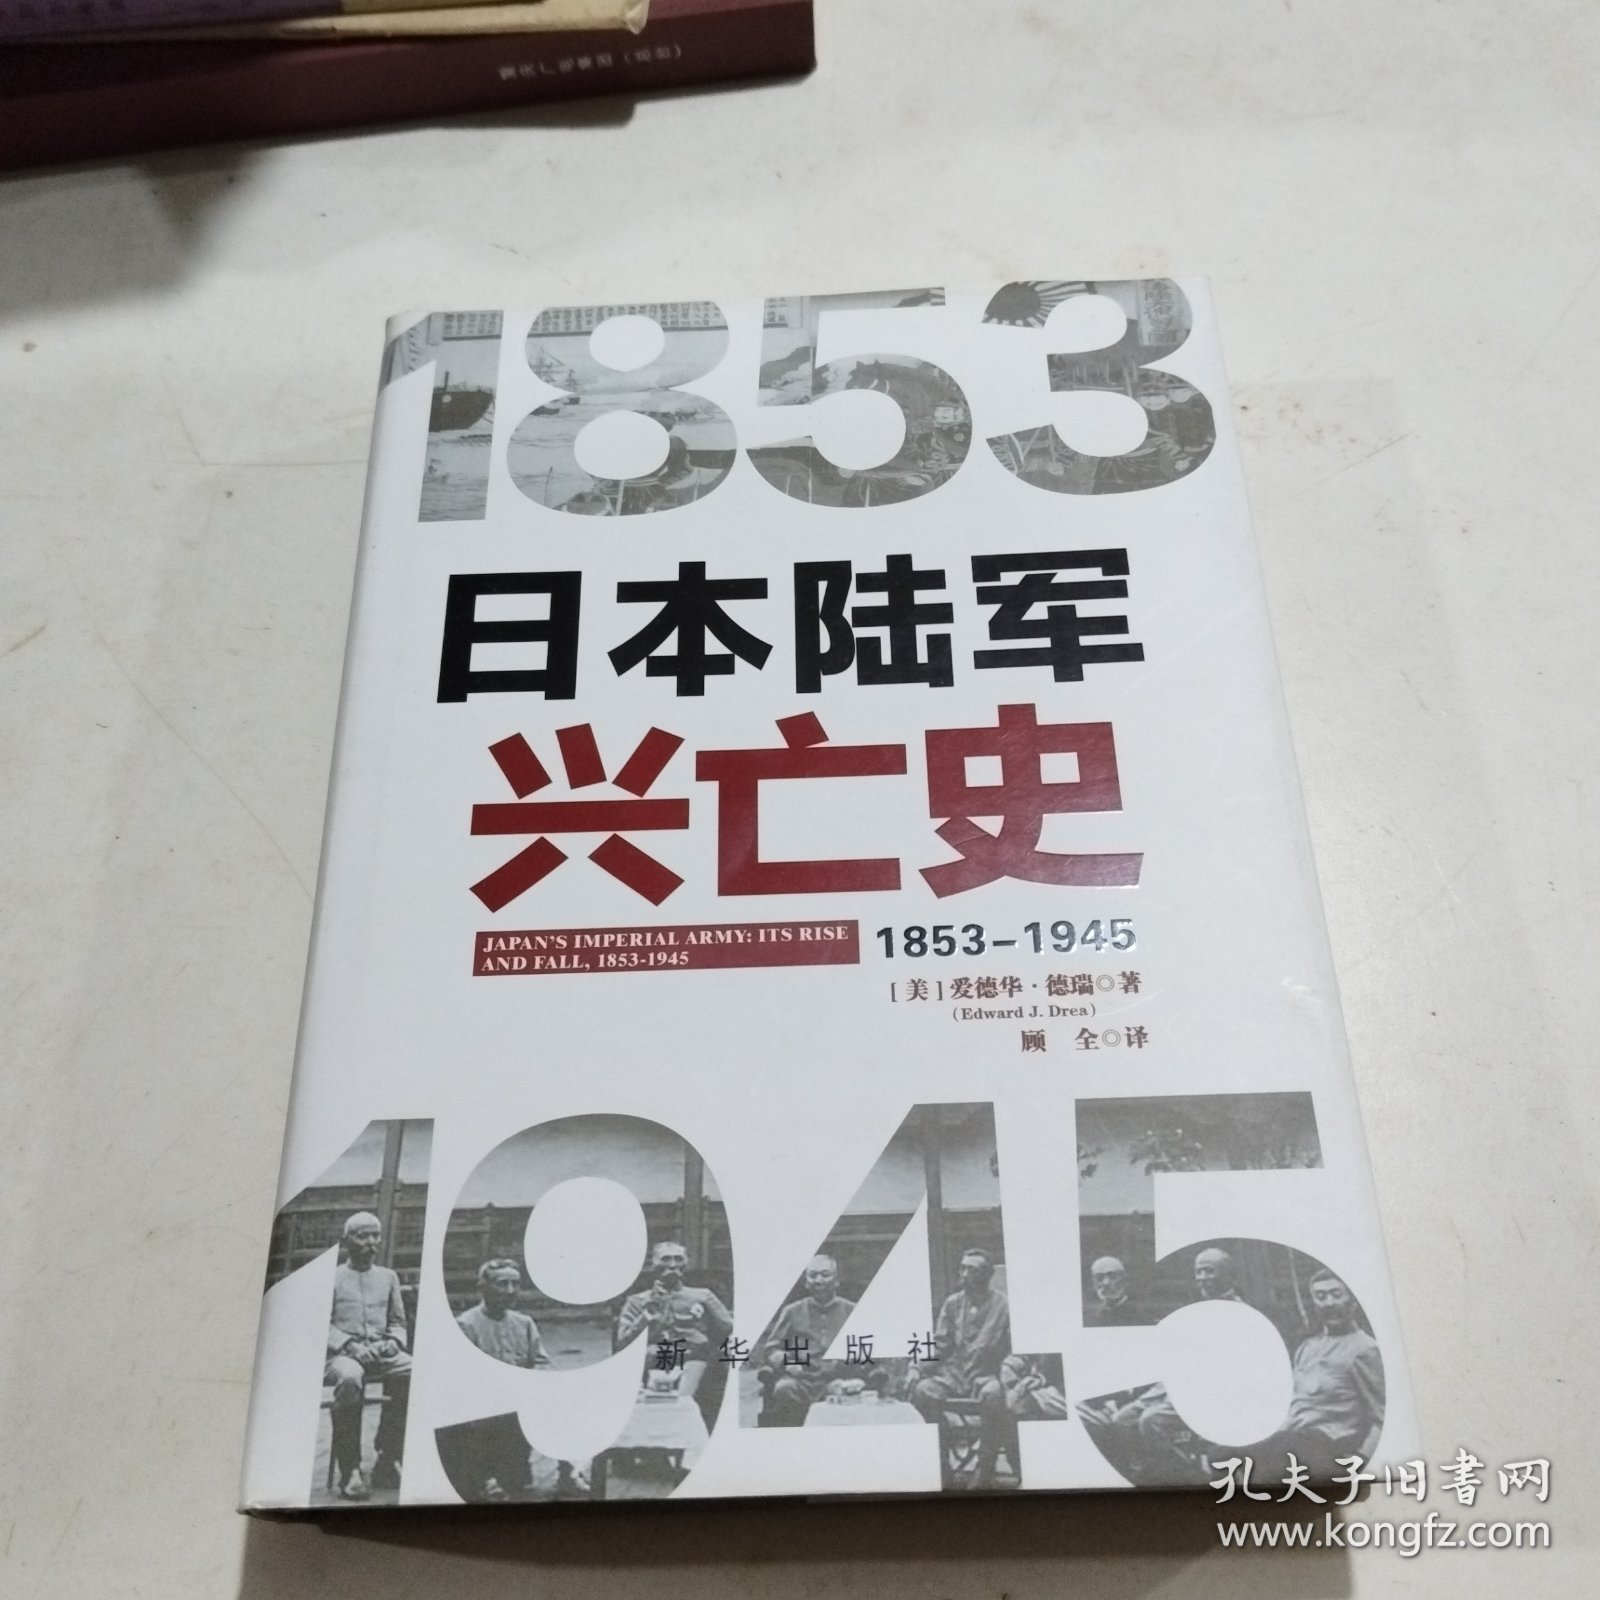 1853
日本陆军
兴亡史
JAPAN'S IMPERIAL ARMY: ITS RISE
AND FALL, 1853-1945
1853-1945
[美]爱德华·德瑞◎著
(Edward J. Drea)
顾 全◎译
1945
新华出版社
孔夫子旧书网
www.kongfz.com